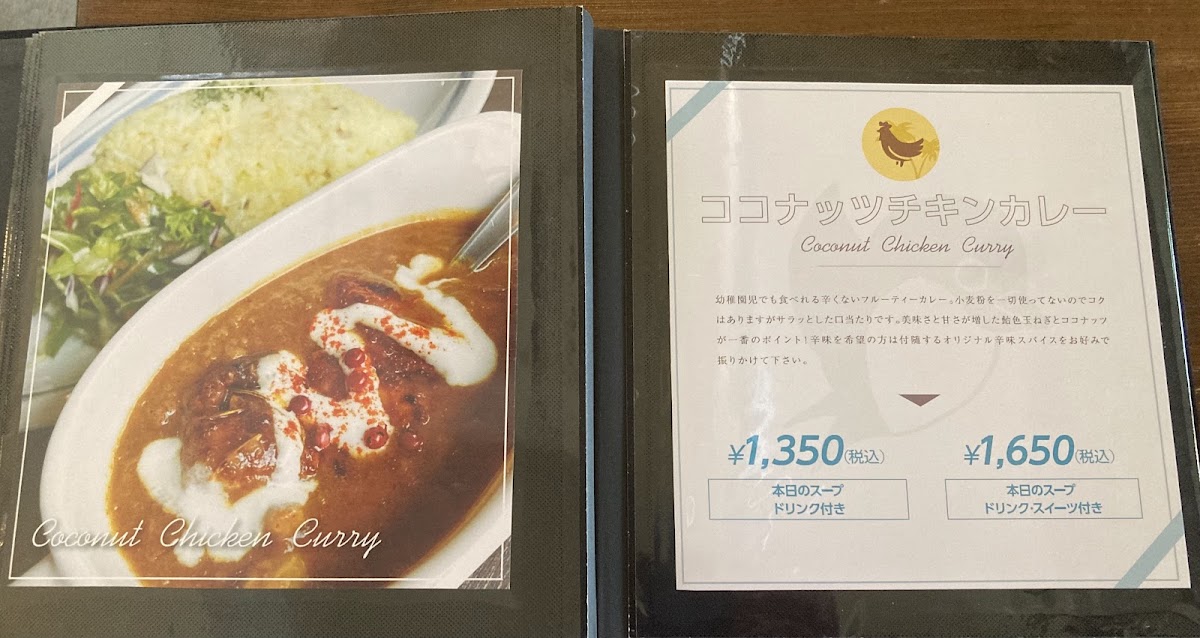 Coconut Chicken Curry
ココナッツチキンカレー
Coconut Chicken Curry
幼稚園児でも食べれる辛くないフルーティーカレー。小麦粉を一切使ってないのでコク
はありますがサラッとした口当たりです。美味さと甘さが増した飴色玉ねぎとココナッツ
が一番のポイント！辛味を希望の方は付随するオリジナル辛味スパイスをお好みで
振りかけて下さい。
¥1,350(税込)
本日のスープ
ドリンク付き
¥1,650(税込)
本日のスープ
ドリンク・スイーツ付き